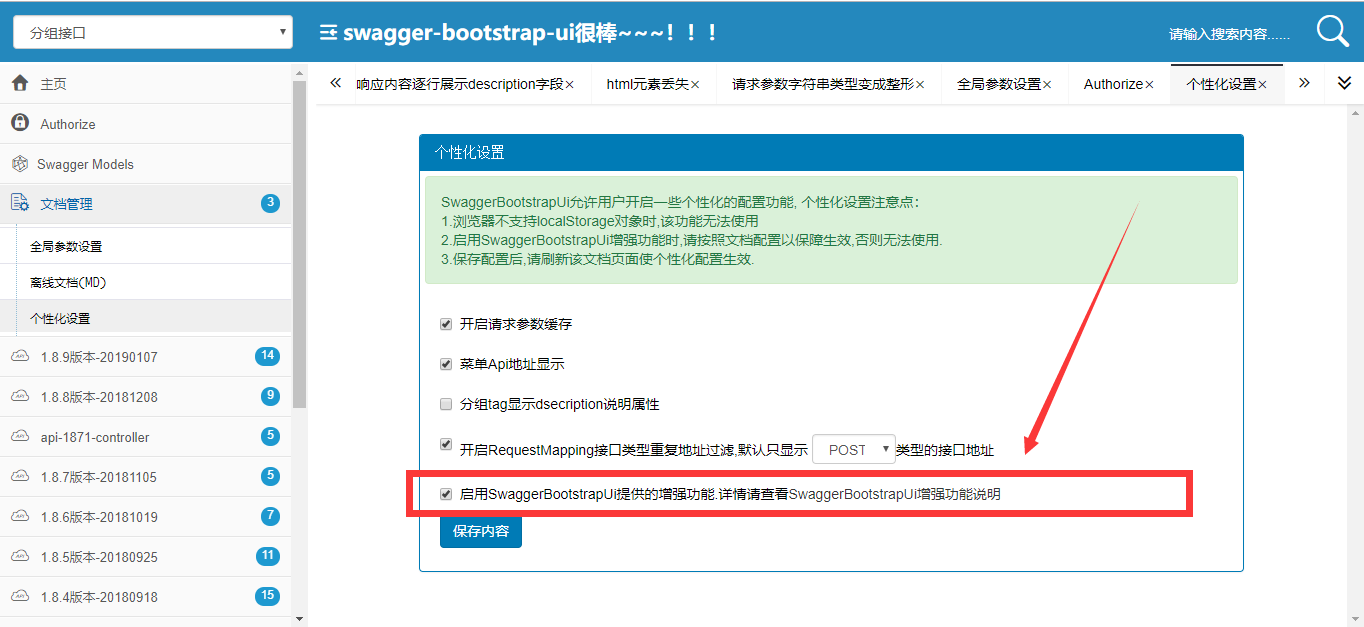 分组接口
swagger-bootstrap-ui很棒~~~！！！
请输入搜索内容......
主页
Authorize
Swagger Models
文档管理
3
全局参数设置
离线文档(MD)
个性化设置
1.8.9版本-20190107
14
1.8.8版本-20181208
9
api-1871-controller
5
1.8.7版本-20181105
5
1.8.6版本-20181019
7
1.8.5版本-20180925
11
1.8.4版本-20180918
15
响应内容逐行展示description字段×
html元素丢失×
请求参数字符串类型变成整形×
全局参数设置×
Authorize×
个性化设置×
个性化设置
SwaggerBootstrapUi允许用户开启一些个性化的配置功能, 个性化设置注意点：
1.浏览器不支持localStorage对象时,该功能无法使用
2.启用SwaggerBootstrapUi增强功能时,请按照文档配置以保障生效,否则无法使用.
3.保存配置后,请刷新该文档页面使个性化配置生效.
开启请求参数缓存
菜单Api地址显示
分组tag显示dsecription说明属性
开启RequestMapping接口类型重复地址过滤,默认只显示 POST 类型的接口地址
启用SwaggerBootstrapUi提供的增强功能.详情请查看SwaggerBootstrapUi增强功能说明
保存内容